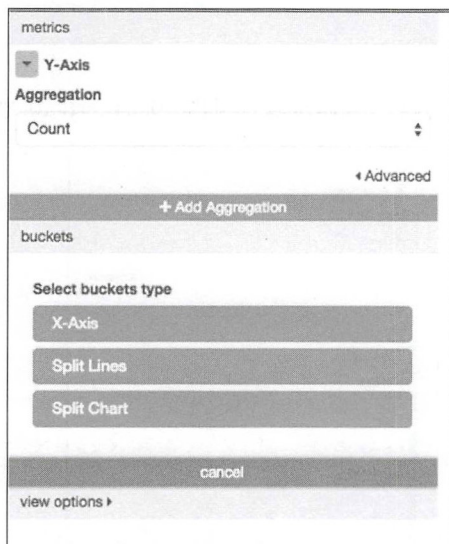 metrics
Y-Axis
Aggregation
Count
Advanced
+ Add Aggregation
buckets
Select buckets type
X-Axis
Split Lines
Split Chart
cancel
view options